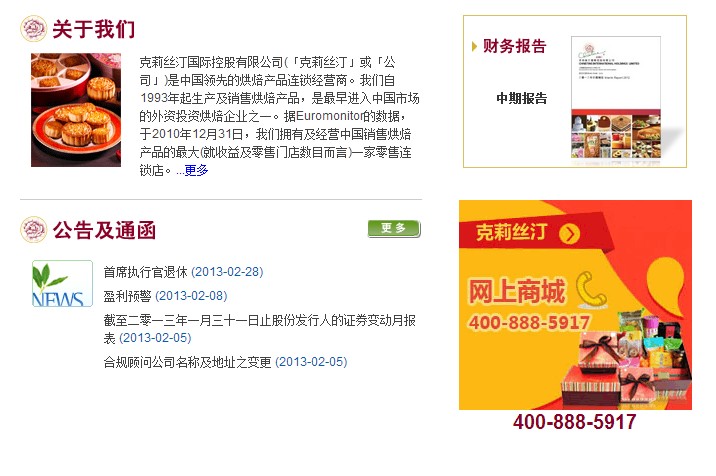 关于我们
克莉丝汀国际控股有限公司(「克莉丝汀」或「公
司」)是中国领先的烘焙产品连锁经营商。我们自
1993年起生产及销售烘焙产品，是最早进入中国市场
的外资投资烘焙企业之一。据Euromonitor的数据，
于2010年12月31日，我们拥有及经营中国销售烘焙
产品的最大(就收益及零售门店数目而言)一家零售连
锁店。...更多
财务报告
中期报告
公告及通函
更多
NEWS
首席执行官退休 (2013-02-28)
盈利预警 (2013-02-08)
截至二零一三年一月三十一日止股份发行人的证券变动月报
表 (2013-02-05)
合规顾问公司名称及地址之变更 (2013-02-05)
克莉丝汀
网上商城
400-888-5917
400-888-5917